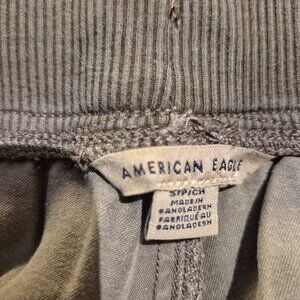 AMERICAN EAGLE
S/P/CH
MADE IN
BANGLADESH
FABRIQUÉ AU
BANGLADESH